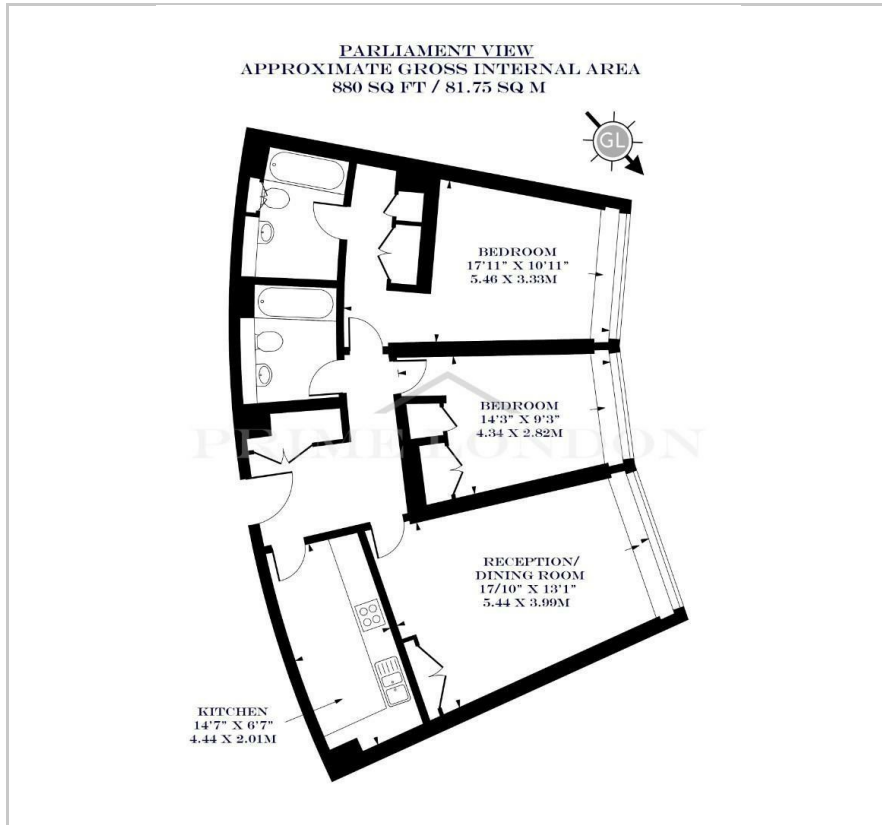 PARLIAMENT VIEW
APPROXIMATE GROSS INTERNAL AREA
880 SQ FT / 81.75 SQ M
GL
BEDROOM
17'11" X 10'11"
5.46 X 3.33M
BEDROOM
14'3" X 9'3"
4.34 X 2.82M
PRIME LONDON
RECEPTION/
DINING ROOM
17/10" X 13'1"
5.44 X 3.99M
KITCHEN
14'7" X 6'7"
4.44 X 2.01M